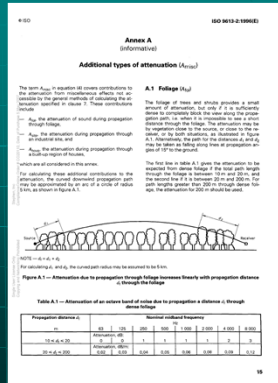 © ISO
ISO 9613-2:1996(E)
Annex A
(informative)
Additional types of attenuation (Amisc)
The term Amisc in equation (4) covers contributions to
the attenuation from miscellaneous effects not ac-
cessible by the general methods of calculating the at-
tenuation specified in clause 7. These contributions
include
— Afol, the attenuation of sound during propagation
through foliage,
— Asite, the attenuation during propagation through
an industrial site, and
— Ahous, the attenuation during propagation through
a built-up region of houses,
which are all considered in this annex.
For calculating these additional contributions to the
attenuation, the curved downwind propagation path
may be approximated by an arc of a circle of radius
5 km, as shown in figure A.1.
A.1 Foliage (Afol)
The foliage of trees and shrubs provides a small
amount of attenuation, but only if it is sufficiently
dense to completely block the view along the propa-
gation path, i.e. when it is impossible to see a short
distance through the foliage. The attenuation may be
by vegetation close to the source, or close to the re-
ceiver, or by both situations, as illustrated in figure
A.1. Alternatively, the path for the distances d1 and d2
may be taken as falling along lines at propagation an-
gles of 15° to the ground.
The first line in table A.1 gives the attenuation to be
expected from dense foliage if the total path length
through the foliage is between 10 m and 20 m, and
the second line if it is between 20 m and 200 m. For
path lengths greater than 200 m through dense foli-
age, the attenuation for 200 m should be used.
d1
d2
Source
Receiver
NOTE — df = d1 + d2
For calculating d1 and d2, the curved path radius may be assumed to be 5 km.
Figure A.1 — Attenuation due to propagation through foliage increases linearly with propagation distance
df through the foliage
Table A.1 — Attenuation of an octave band of noise due to propagation a distance df through
dense foliage
Propagation distance df
Nominal midband frequency
Hz
m 63 125 250 500 1 000 2 000 4 000 8 000
Attenuation, dB:
10 ≤ df ≤ 20 0 0 1 1 1 1 2 3
Attenuation, dB/m:
20 ≤ df ≤ 200 0,02 0,03 0,04 0,05 0,06 0,08 0,09 0,12
15